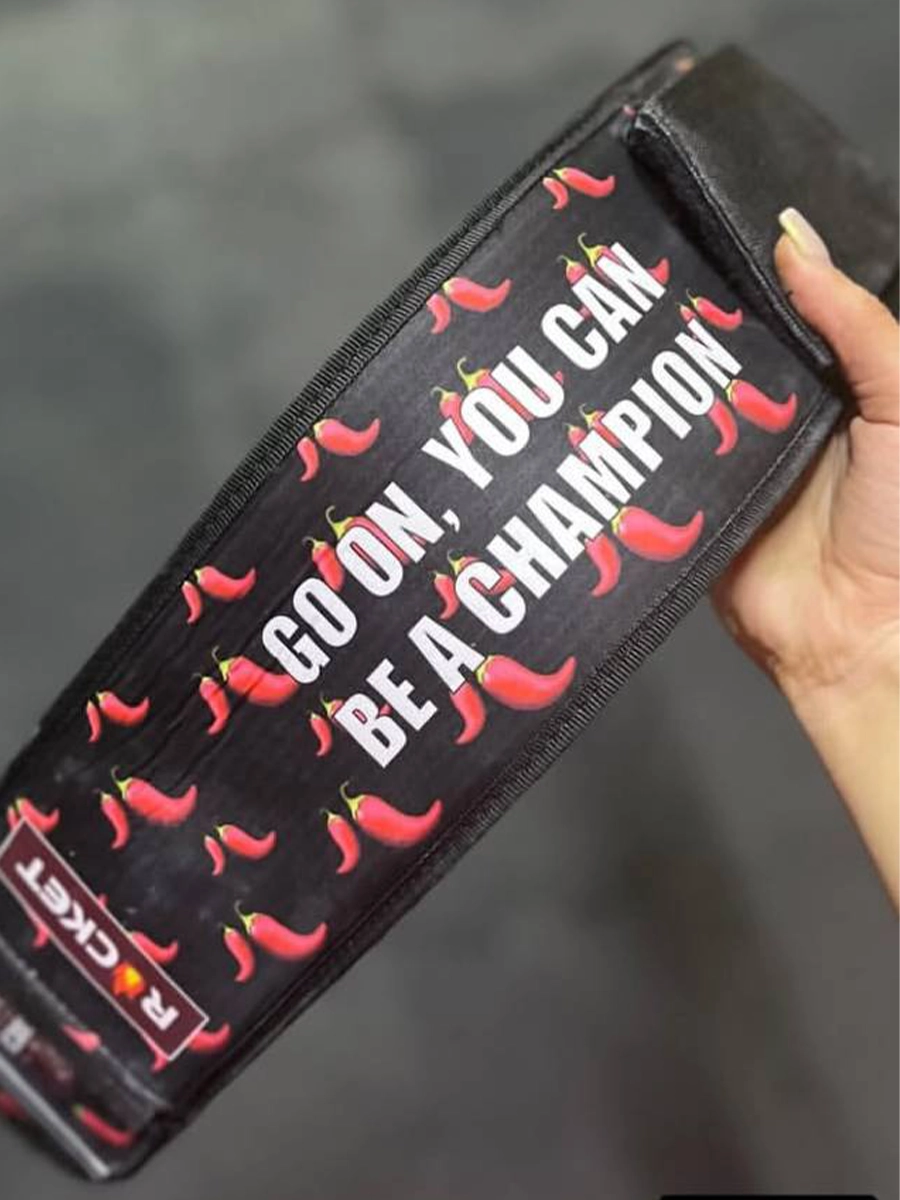 GO ON, YOU CAN
BE A CHAMPION
ROCKET